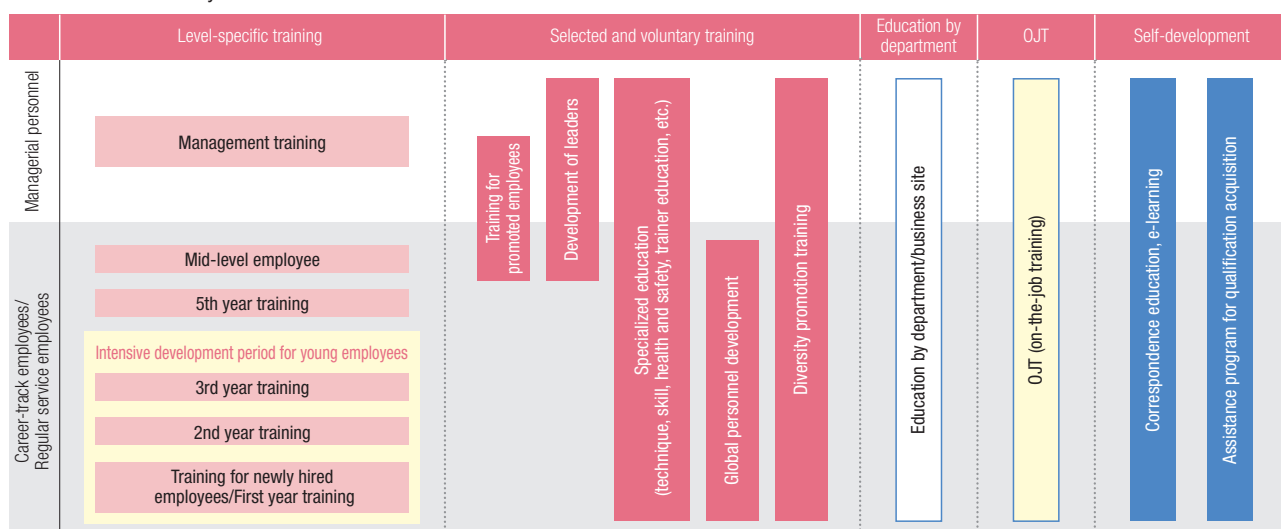 Level-specific training
Selected and voluntary training
Education by
department
OJT
Self-development
Managerial personnel
Management training
Training for
promoted employees
Development of leaders
Specialized education
(technique, skill, health and safety, trainer education, etc.)
Global personnel development
Diversity promotion training
Education by department/business site
OJT (on-the-job training)
Correspondence education, e-learning
Assistance program for qualification acquisition
Career-track employees/
Regular service employees
Mid-level employee
5th year training
Intensive development period for young employees
3rd year training
2nd year training
Training for newly hired
employees/First year training